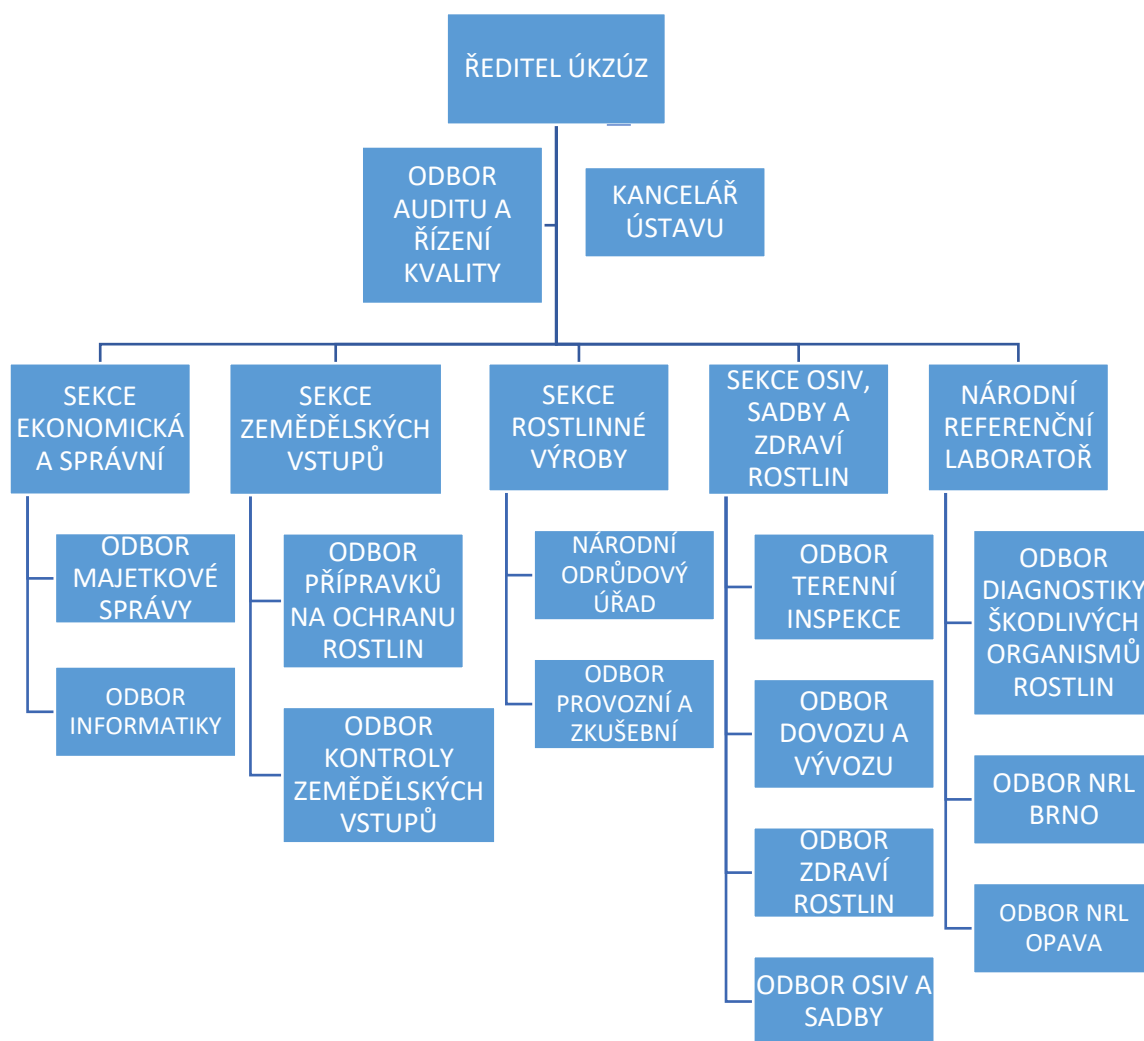 ŘEDITEL ÚKZÚZ
ODBOR
AUDITU A
ŘÍZENÍ
KVALITY
KANCELÁŘ
ÚSTAVU
SEKCE
EKONOMICKÁ
A SPRÁVNÍ
ODBOR
MAJETKOVÉ
SPRÁVY
ODBOR
INFORMATIKY
SEKCE
ZEMĚDĚLSKÝCH
VSTUPŮ
ODBOR
PŘÍPRAVKŮ
NA OCHRANU
ROSTLIN
ODBOR
KONTROLY
ZEMĚDĚLSKÝCH
VSTUPŮ
SEKCE
ROSTLINNÉ
VÝROBY
NÁRODNÍ
ODRŮDOVÝ
ÚŘAD
ODBOR
PROVOZNÍ A
ZKUŠEBNÍ
SEKCE OSIV,
SADBY A
ZDRAVÍ
ROSTLIN
ODBOR
TERENNÍ
INSPEKCE
ODBOR
DOVOZU A
VÝVOZU
ODBOR
ZDRAVÍ
ROSTLIN
ODBOR OSIV A
SADBY
NÁRODNÍ
REFERENČNÍ
LABORATOŘ
ODBOR
DIAGNOSTIKY
ŠKODLIVÝCH
ORGANISMŮ
ROSTLIN
ODBOR NRL
BRNO
ODBOR NRL
OPAVA